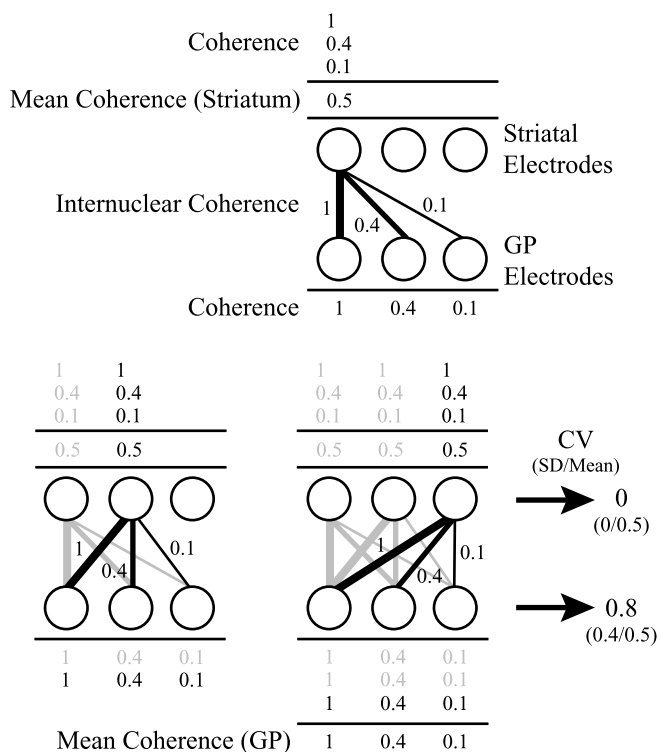 1
Coherence 0.4
0.1
Mean Coherence (Striatum) 0.5
Striatal
Electrodes
Internuclear Coherence 1 0.4 0.1
GP
Electrodes
Coherence 1 0.4 0.1
1 1
0.4 0.4
0.1 0.1
0.5 0.5
1 0.4 0.1
1 0.4 0.1
1 0.4 0.1
1 1 1
0.4 0.4 0.4
0.1 0.1 0.1
0.5 0.5 0.5
CV
(SD/Mean)
0
(0/0.5)
1 0.4 0.1
0.8
(0.4/0.5)
1 0.4 0.1
1 0.4 0.1
1 0.4 0.1
Mean Coherence (GP) 1 0.4 0.1